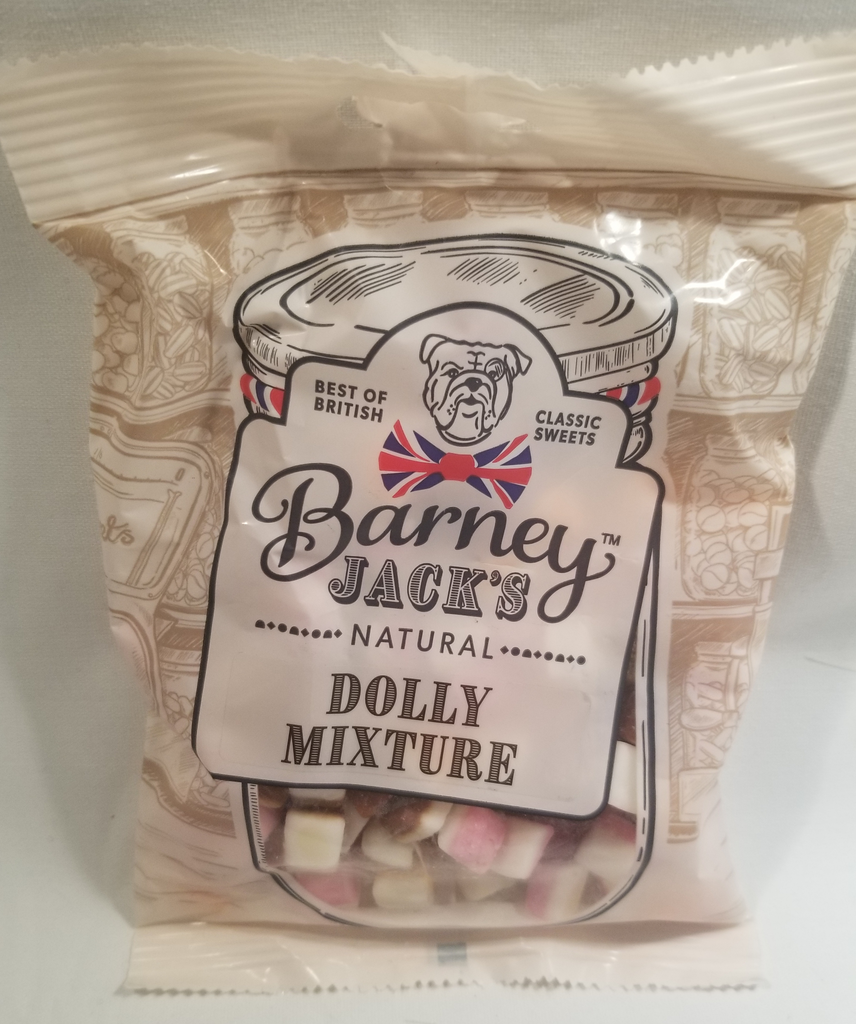 BEST OF
BRITISH
CLASSIC
SWEETS
Barney™
JACK'S
NATURAL
DOLLY
MIXTURE